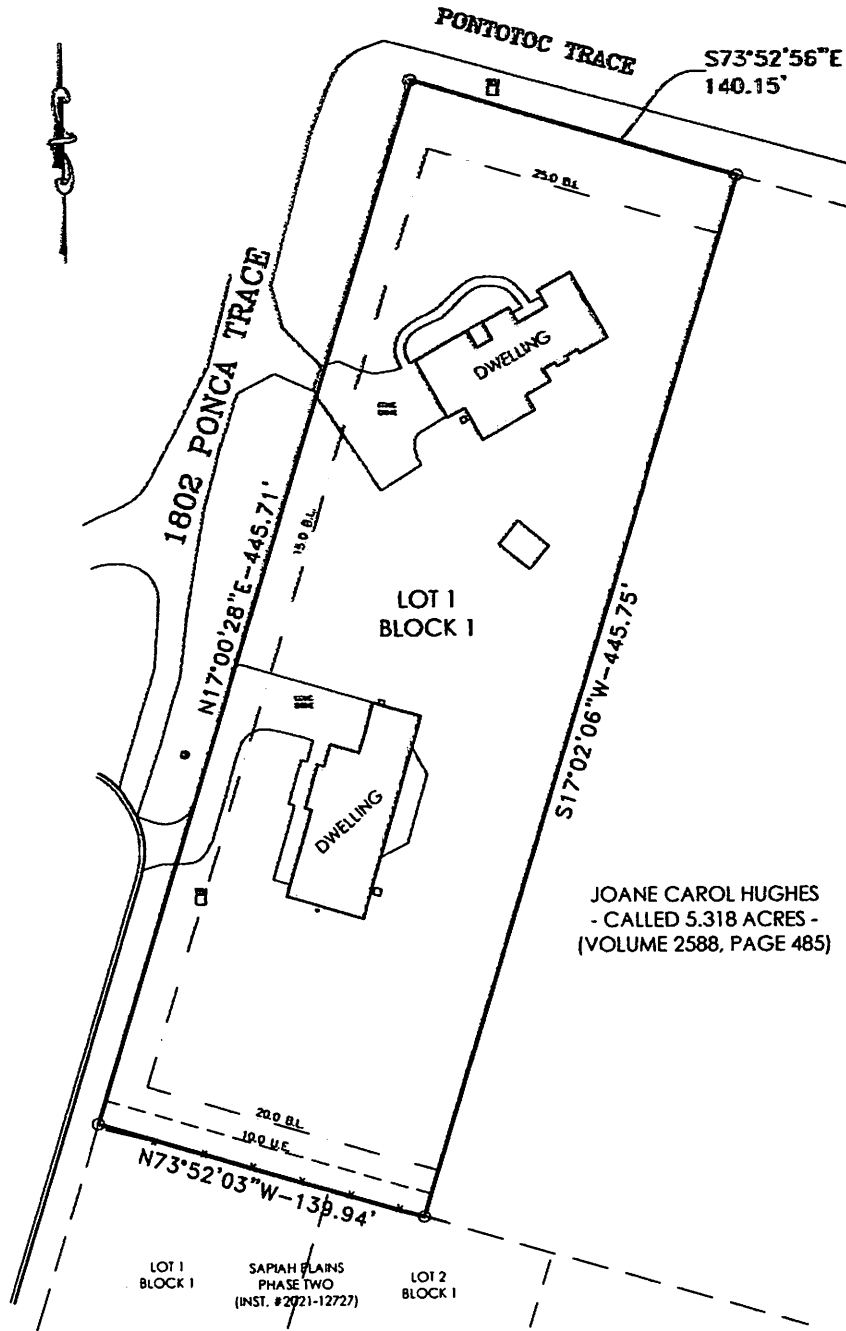 PONTOTOC TRACE
S73°52'56"E
140.15'
25.0 B.L.
1802 PONCA TRACE
DWELLING
N17°00'28"E-445.71'
15.0 B.L.
LOT 1
BLOCK 1
S17°02'06"W-445.75'
DWELLING
JOANE CAROL HUGHES
- CALLED 5.318 ACRES -
(VOLUME 2588, PAGE 485)
20.0 B.L.
10.0 U.E.
N73°52'03"W-139.94'
LOT 1
BLOCK 1
SAPIAH PLAINS
PHASE TWO
(INST. #2021-12727)
LOT 2
BLOCK 1